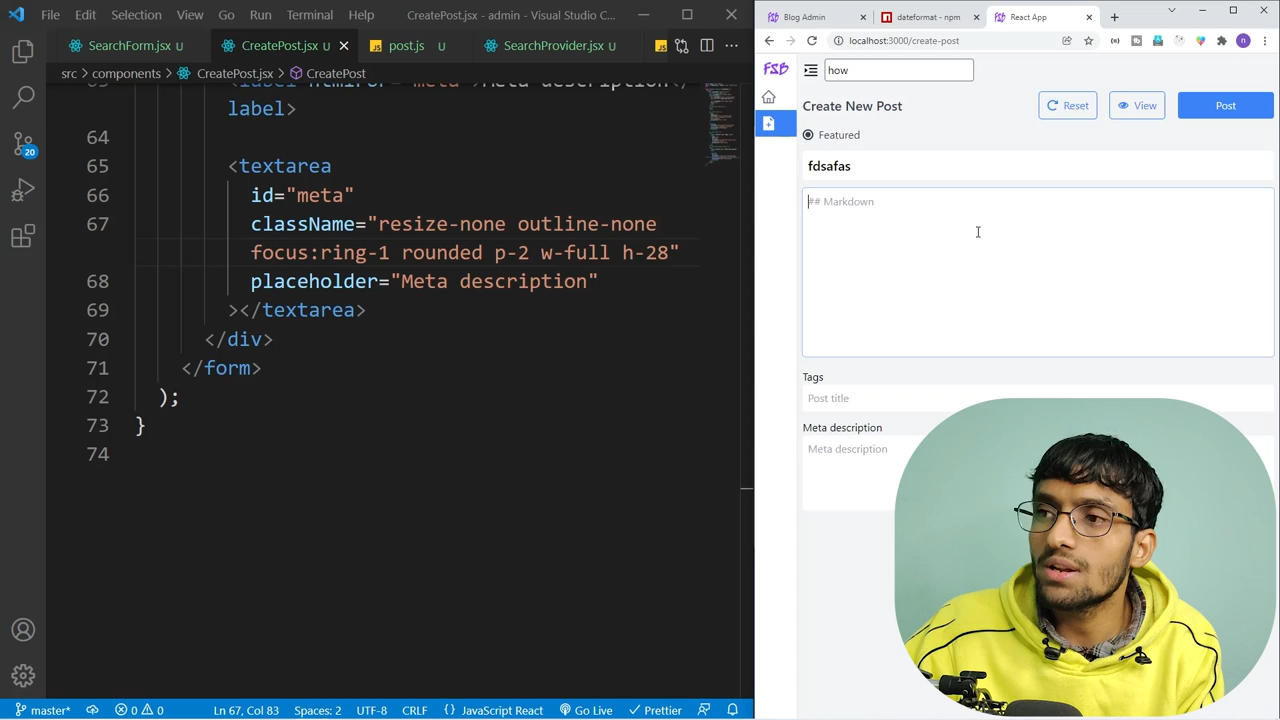 File Edit Selection View Go Run Terminal Help CreatePost.jsx - admin - Visual Studio C...
SearchForm.jsx U CreatePost.jsx U post.js U SearchProvider.jsx U
src > components > CreatePost.jsx > CreatePost
label>
64
65 <textarea
66 id="meta"
67 className="resize-none outline-none
focus:ring-1 rounded p-2 w-full h-28"
68 placeholder="Meta description"
69 ></textarea>
70 </div>
71 </form>
72 );
73 }
74
20
master* 0 0 Ln 67, Col 83 Spaces: 2 UTF-8 CRLF {} JavaScript React Go Live Prettier
Blog Admin dateformat - npm React App
localhost:3000/create-post
n
FSB how
Create New Post Reset View Post
Featured
fdsafas
## Markdown
Tags
Post title
Meta description
Meta description